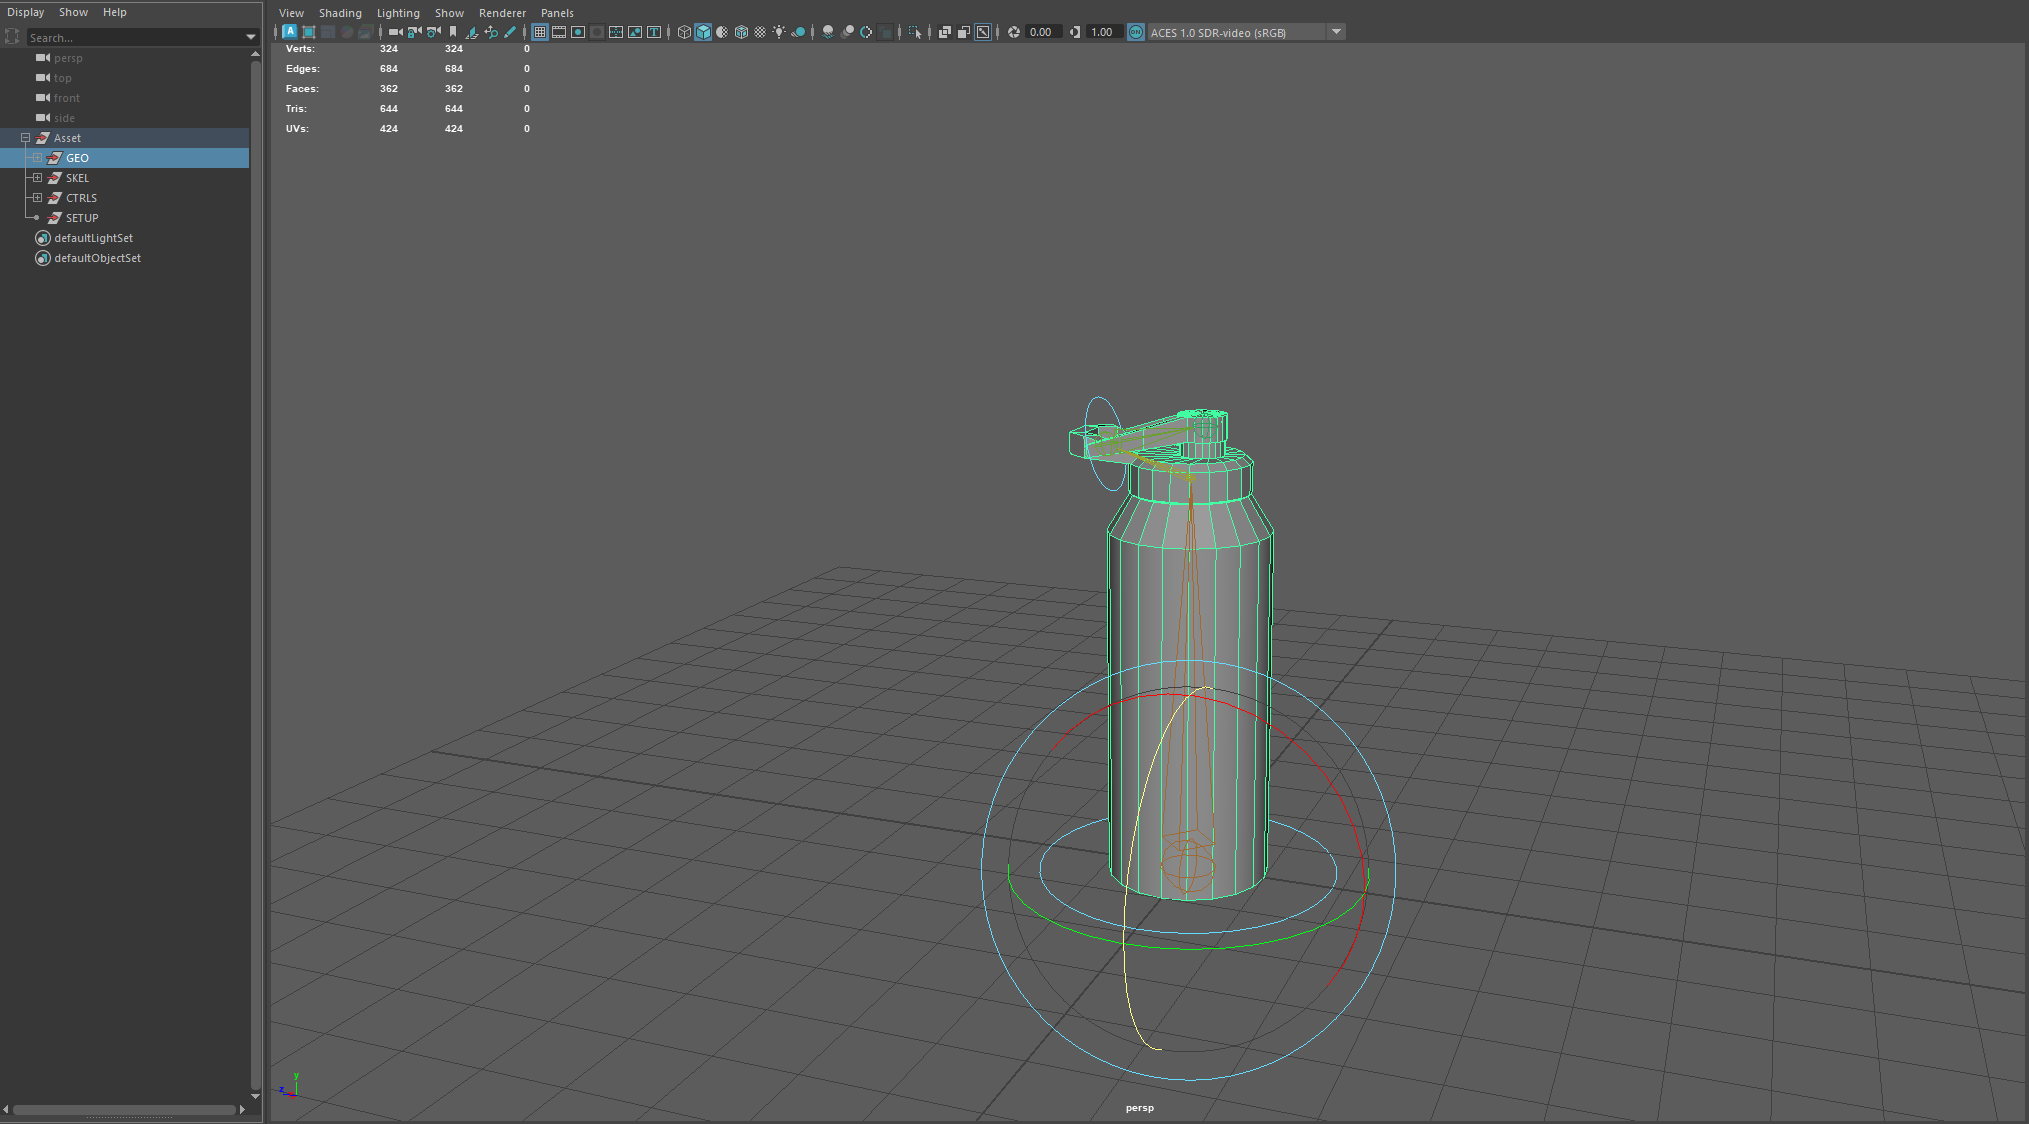 Display Show Help
Search...
persp
top
front
side
Asset
GEO
SKEL
CTRLS
SETUP
defaultLightSet
defaultObjectSet
View Shading Lighting Show Renderer Panels
0.00 1.00 ON ACES 1.0 SDR-video (sRGB)
Verts: 324 324 0
Edges: 684 684 0
Faces: 362 362 0
Tris: 644 644 0
UVs: 424 424 0
y
z
persp